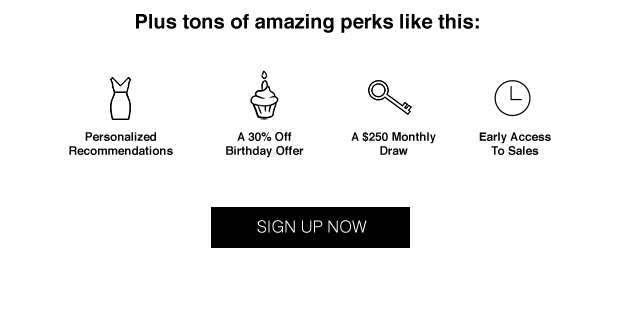 Plus tons of amazing perks like this:
Personalized
Recommendations
A 30% Off
Birthday Offer
A $250 Monthly
Draw
Early Access
To Sales
SIGN UP NOW